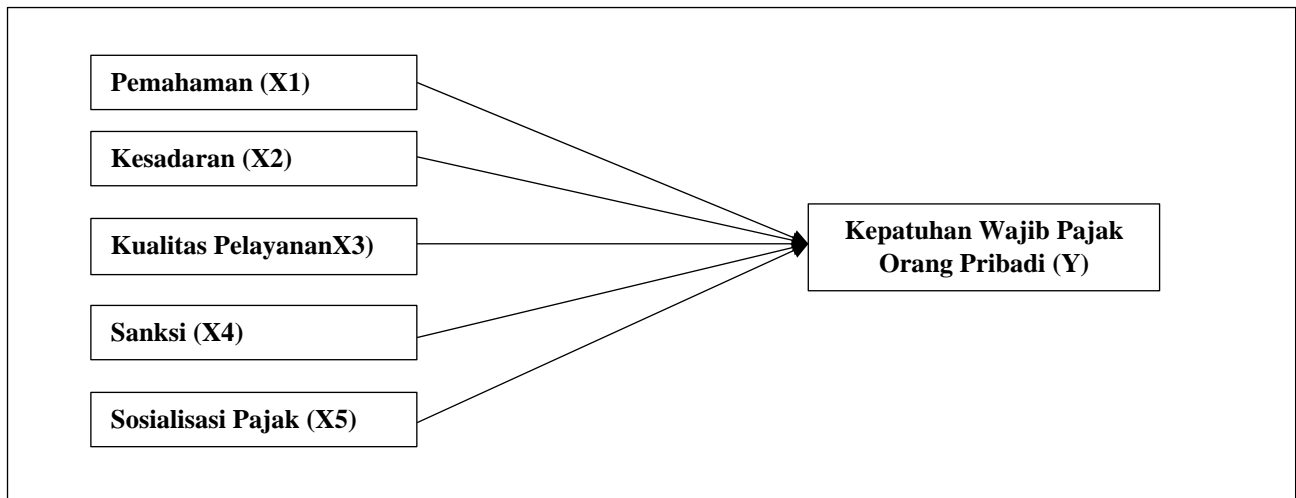 Pemahaman (X1)
Kesadaran (X2)
Kualitas PelayananX3)
Sanksi (X4)
Sosialisasi Pajak (X5)
Kepatuhan Wajib Pajak
Orang Pribadi (Y)